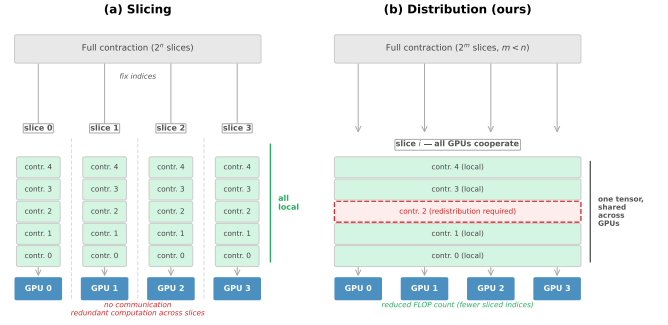 (a) Slicing
Full contraction (2ⁿ slices)
fix indices
slice 0 slice 1 slice 2 slice 3
contr. 4 contr. 4 contr. 4 contr. 4
contr. 3 contr. 3 contr. 3 contr. 3
contr. 2 contr. 2 contr. 2 contr. 2
contr. 1 contr. 1 contr. 1 contr. 1
contr. 0 contr. 0 contr. 0 contr. 0
all
local
GPU 0 GPU 1 GPU 2 GPU 3
no communication
redundant computation across slices
(b) Distribution (ours)
Full contraction (2ᵐ slices, m < n)
slice i — all GPUs cooperate
contr. 4 (local)
contr. 3 (local)
contr. 2 (redistribution required)
contr. 1 (local)
contr. 0 (local)
one tensor,
shared
across
GPUs
GPU 0 GPU 1 GPU 2 GPU 3
reduced FLOP count (fewer sliced indices)